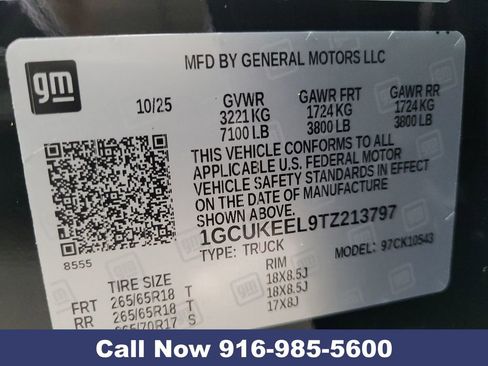 gm
MFD BY GENERAL MOTORS LLC
10/25 GVWR GAWR FRT GAWR RR
3221 KG 1724 KG 1724 KG
7100 LB 3800 LB 3800 LB
THIS VEHICLE CONFORMS TO ALL
APPLICABLE U.S. FEDERAL MOTOR
VEHICLE SAFETY STANDARDS IN EFFECT
ON THE DATE OF MANUFACTURE
SHOWN ABOVE.
1GCUKEEL9TZ213797
TYPE: TRUCK MODEL: 97CK10543
8555
TIRE SIZE RIM
FRT 265/65R18 T 18X8.5J
RR 265/65R18 T 18X8.5J
265/70R17 S 17X8J
Call Now 916-985-5600